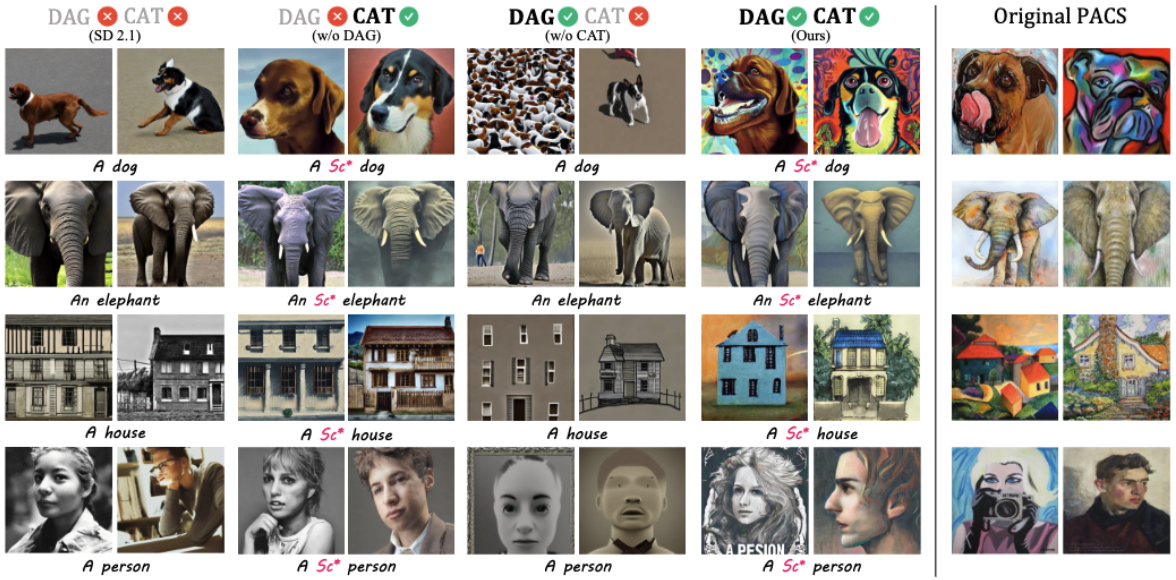 DAG CAT
(SD 2.1)
DAG CAT
(w/o DAG)
DAG CAT
(w/o CAT)
DAG CAT
(Ours)
Original PACS
A dog
A Sc* dog
A dog
A Sc* dog
An elephant
An Sc* elephant
An elephant
An Sc* elephant
A house
A Sc* house
A house
A Sc* house
A PESION
A person
A Sc* person
A person
A Sc* person